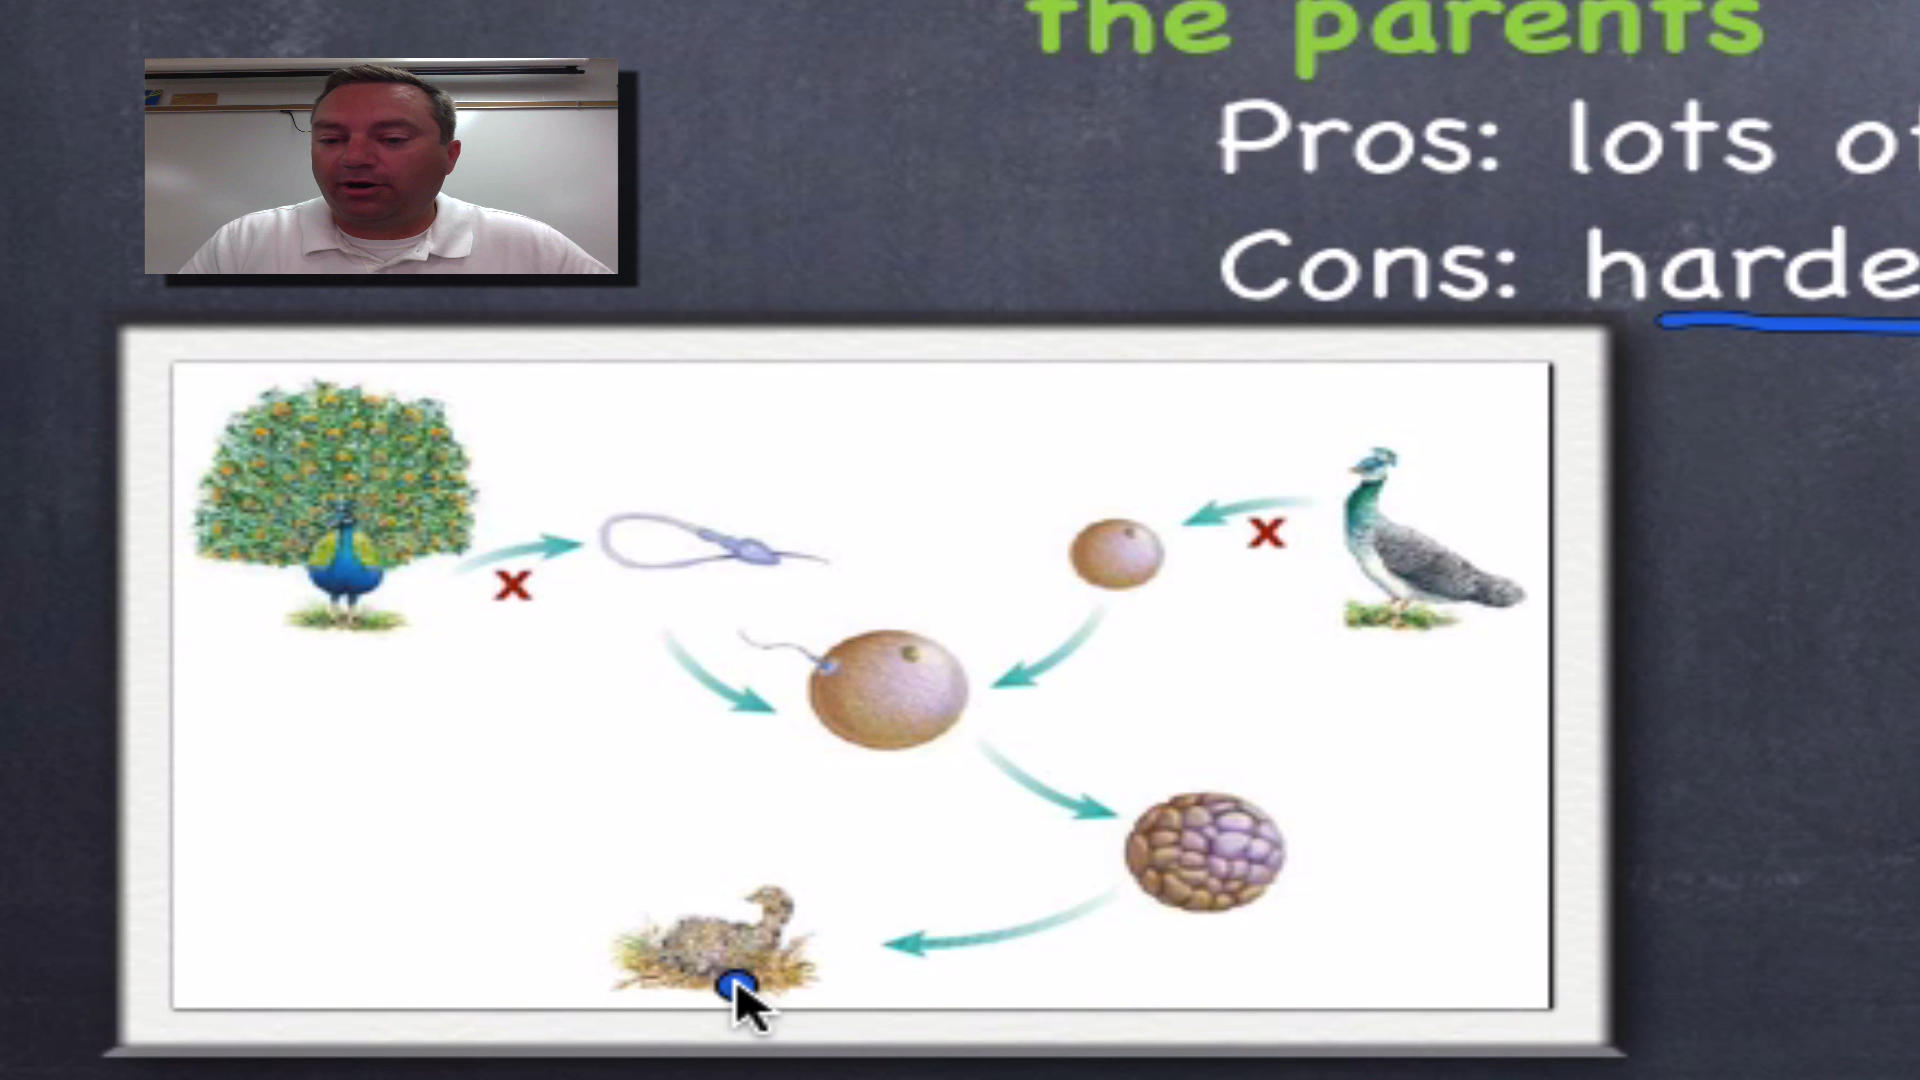 the parents
Pros: lots of
Cons: harde
X
X